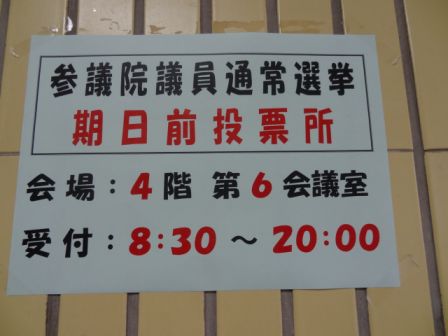 参議院議員通常選挙
期日前投票所
会場：4階 第6会議室
受付：8:30～20:00